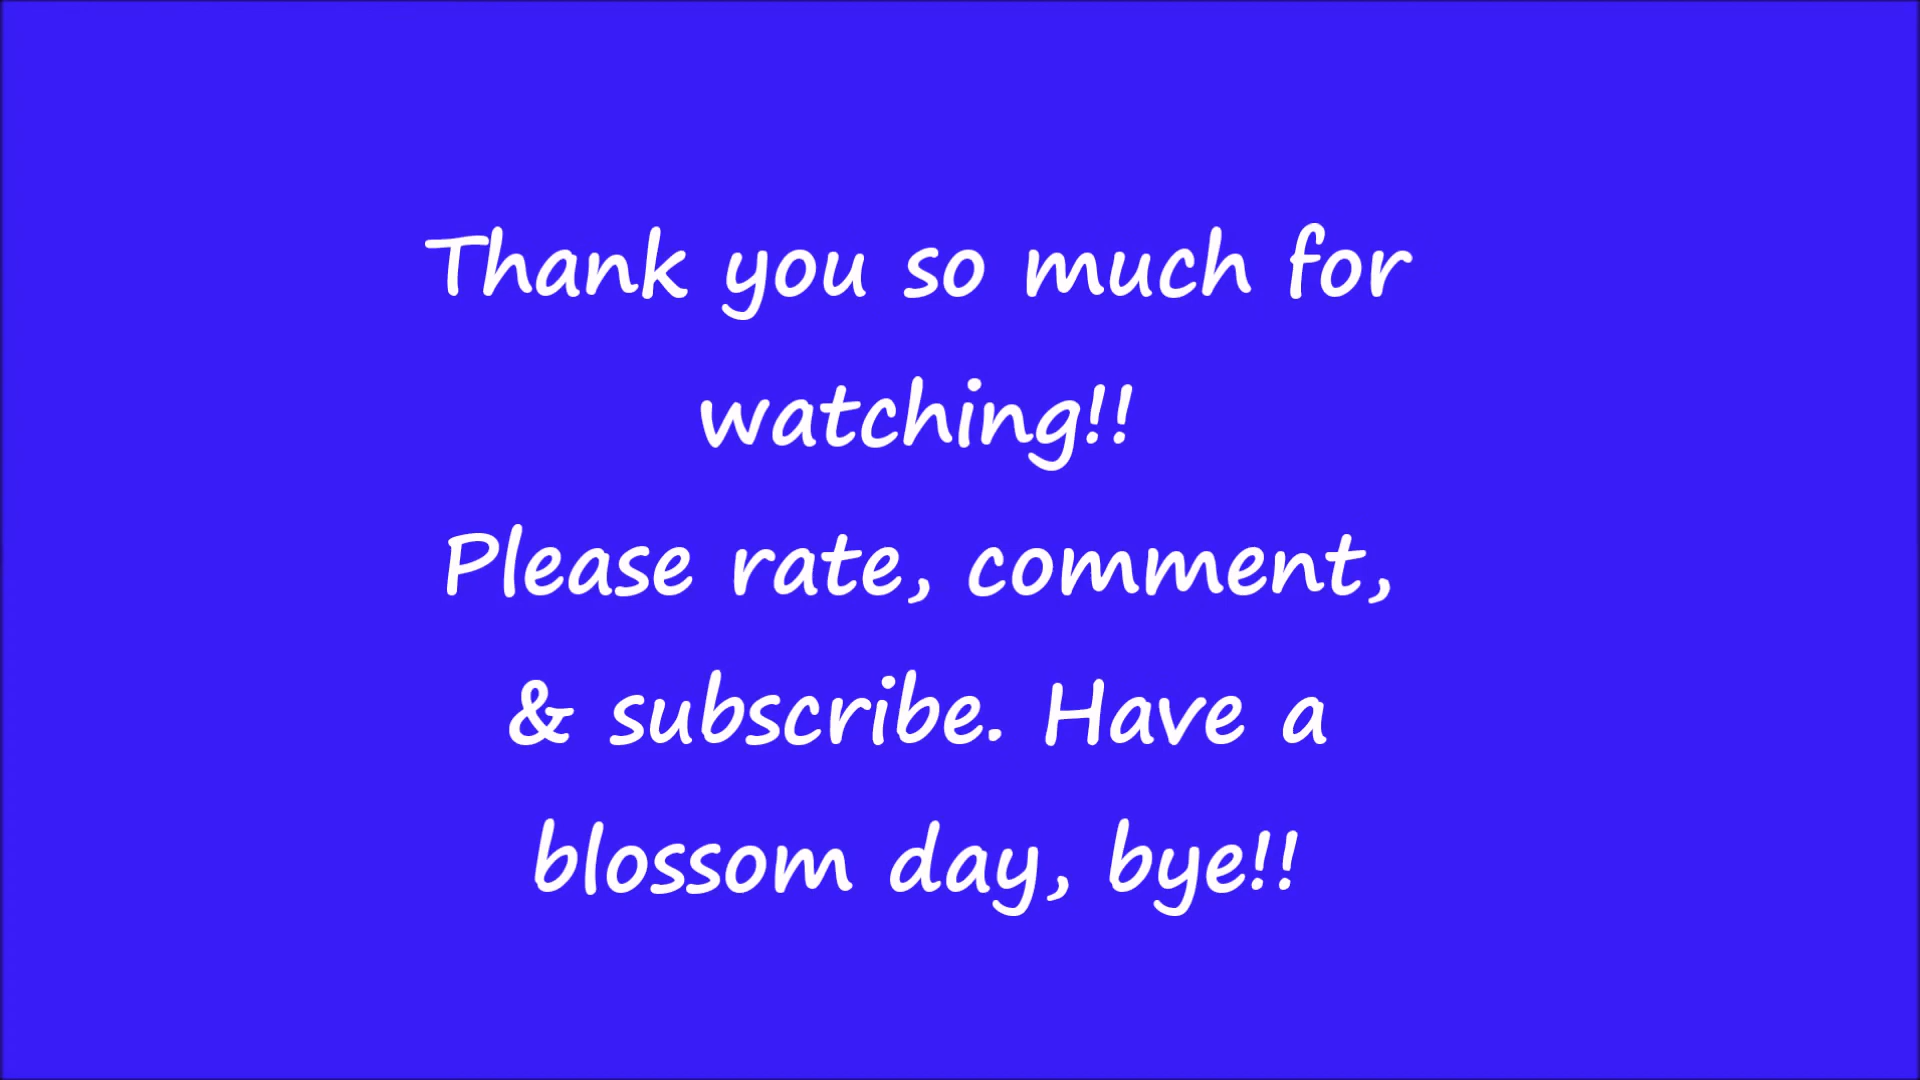 Thank you so much for
watching!!
Please rate, comment,
& subscribe. Have a
blossom day, bye!!